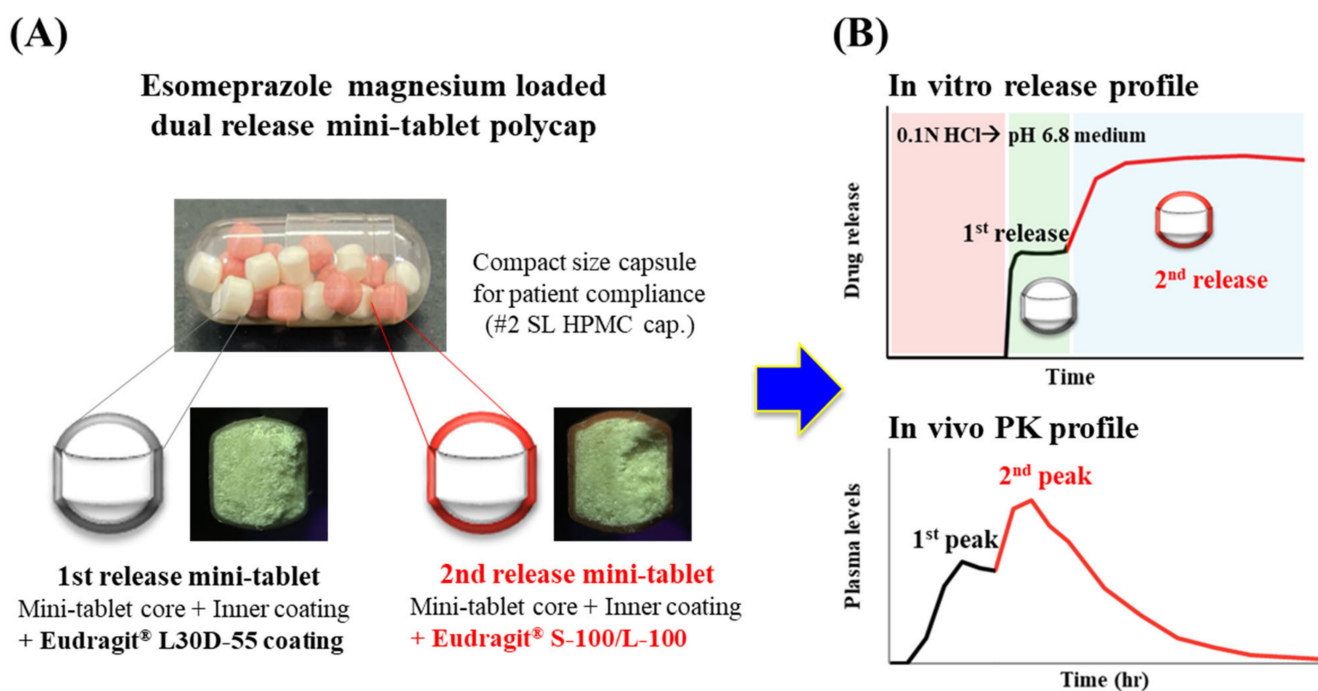 (A)
Esomeprazole magnesium loaded
dual release mini-tablet polycap
Compact size capsule
for patient compliance
(#2 SL HPMC cap.)
1st release mini-tablet
Mini-tablet core + Inner coating
+ Eudragit® L30D-55 coating
2nd release mini-tablet
Mini-tablet core + Inner coating
+ Eudragit® S-100/L-100
(B)
In vitro release profile
0.1N HCl→ pH 6.8 medium
1st release
2nd release
Drug release
Time
In vivo PK profile
2nd peak
1st peak
Plasma levels
Time (hr)